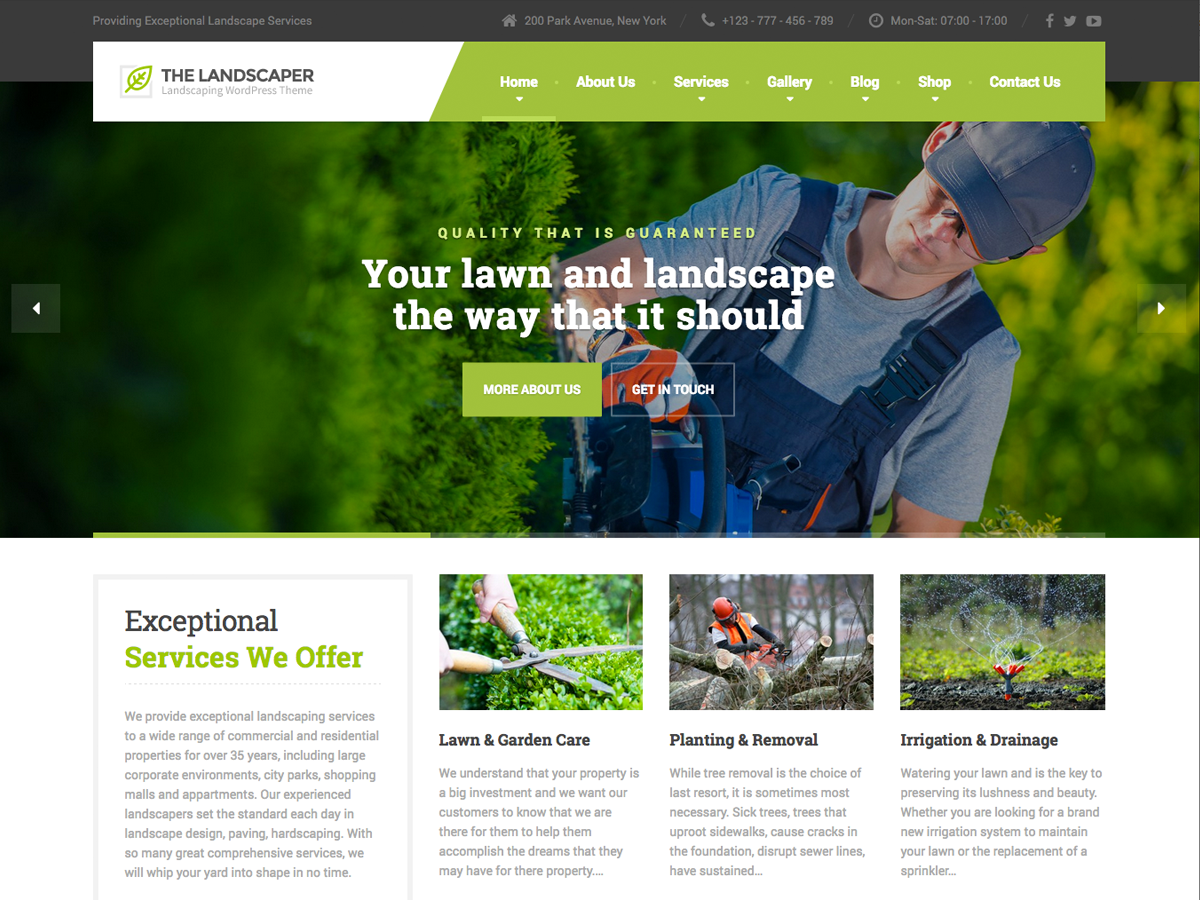 Providing Exceptional Landscape Services
200 Park Avenue, New York / +123 - 777 - 456 - 789 / Mon-Sat: 07:00 - 17:00 /
THE LANDSCAPER
Landscaping WordPress Theme
Home • About Us • Services • Gallery • Blog • Shop • Contact Us
QUALITY THAT IS GUARANTEED
Your lawn and landscape
the way that it should
MORE ABOUT US
GET IN TOUCH
Exceptional
Services We Offer
We provide exceptional landscaping services
to a wide range of commercial and residential
properties for over 35 years, including large
corporate environments, city parks, shopping
malls and appartments. Our experienced
landscapers set the standard each day in
landscape design, paving, hardscaping. With
so many great comprehensive services, we
will whip your yard into shape in no time.
Lawn & Garden Care
We understand that your property is
a big investment and we want our
customers to know that we are
there for them to help them
accomplish the dreams that they
may have for there property....
Planting & Removal
While tree removal is the choice of
last resort, it is sometimes most
necessary. Sick trees, trees that
uproot sidewalks, cause cracks in
the foundation, disrupt sewer lines,
have sustained...
Irrigation & Drainage
Watering your lawn and is the key to
preserving its lushness and beauty.
Whether you are looking for a brand
new irrigation system to maintain
your lawn or the replacement of a
sprinkler...